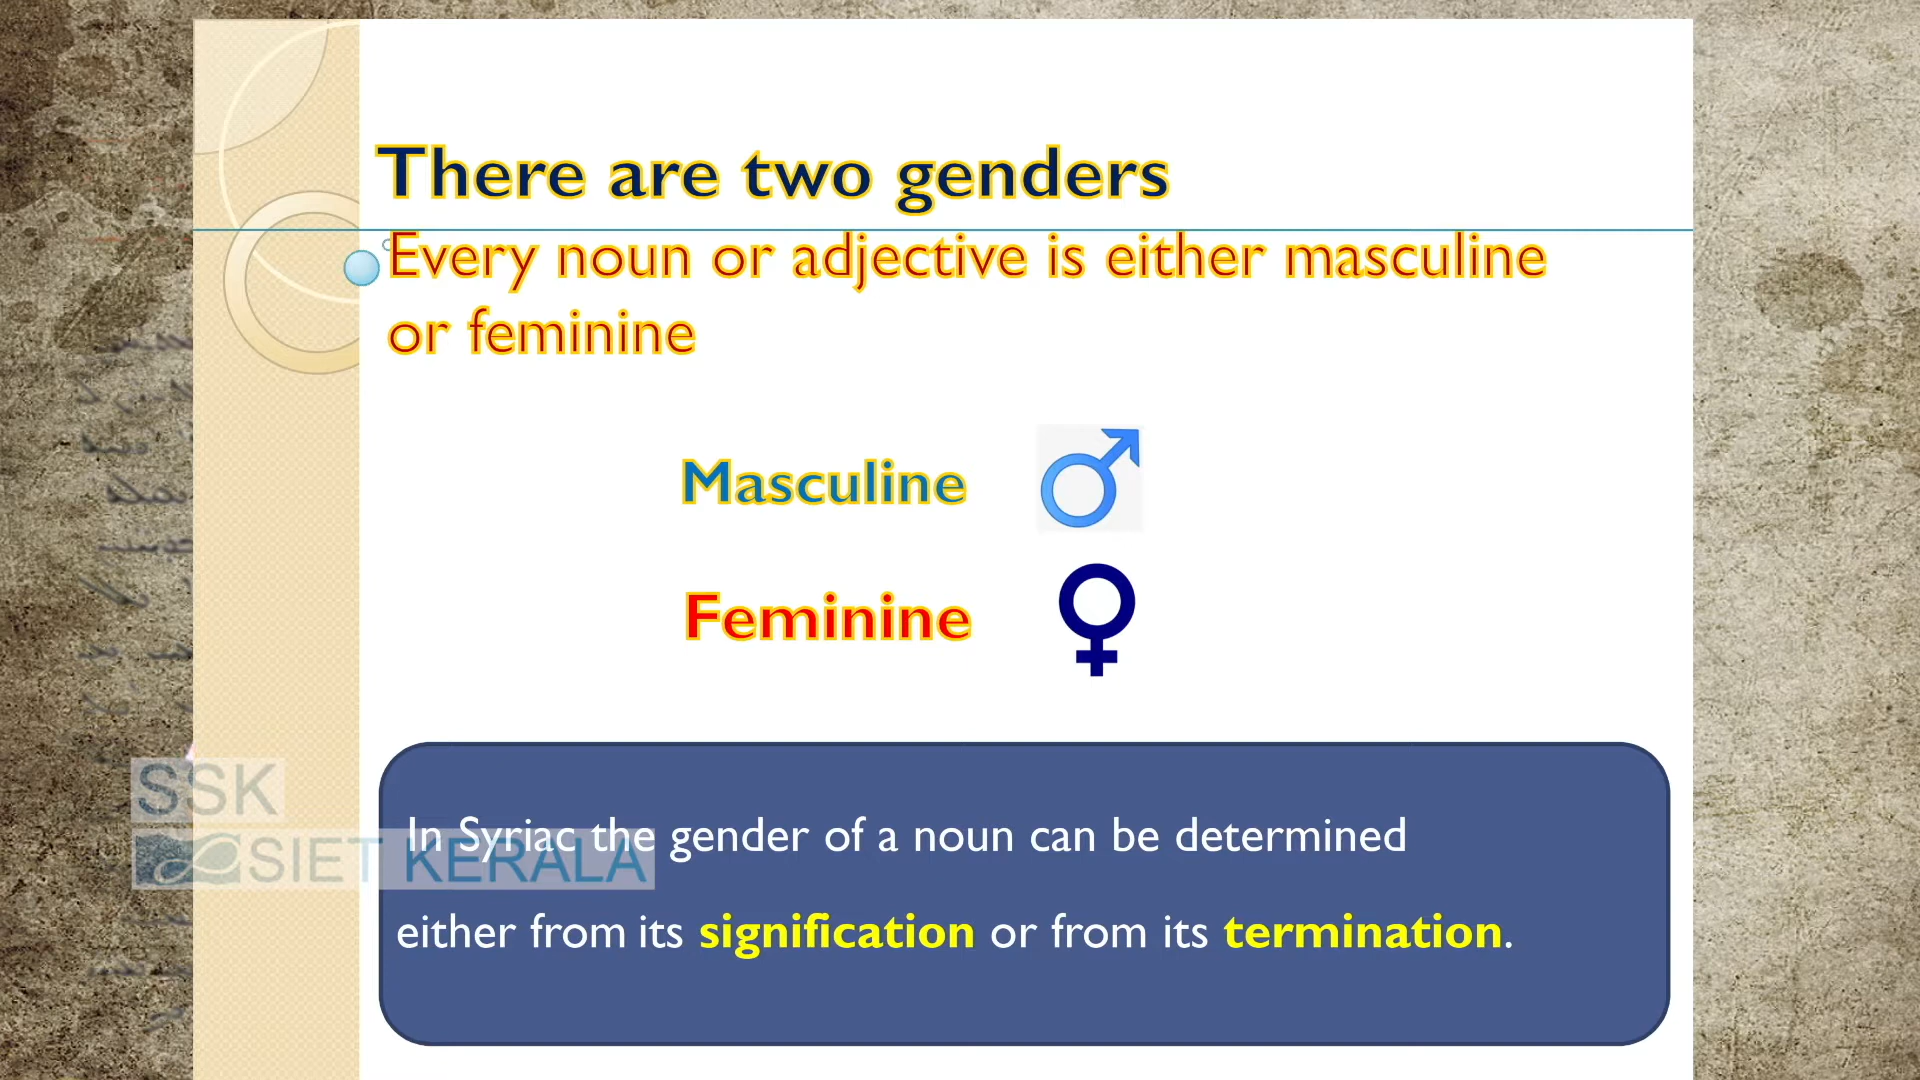 There are two genders
Every noun or adjective is either masculine
or feminine
Masculine
Feminine
In Syriac the gender of a noun can be determined
either from its signification or from its termination.
SSK
SIET KERALA